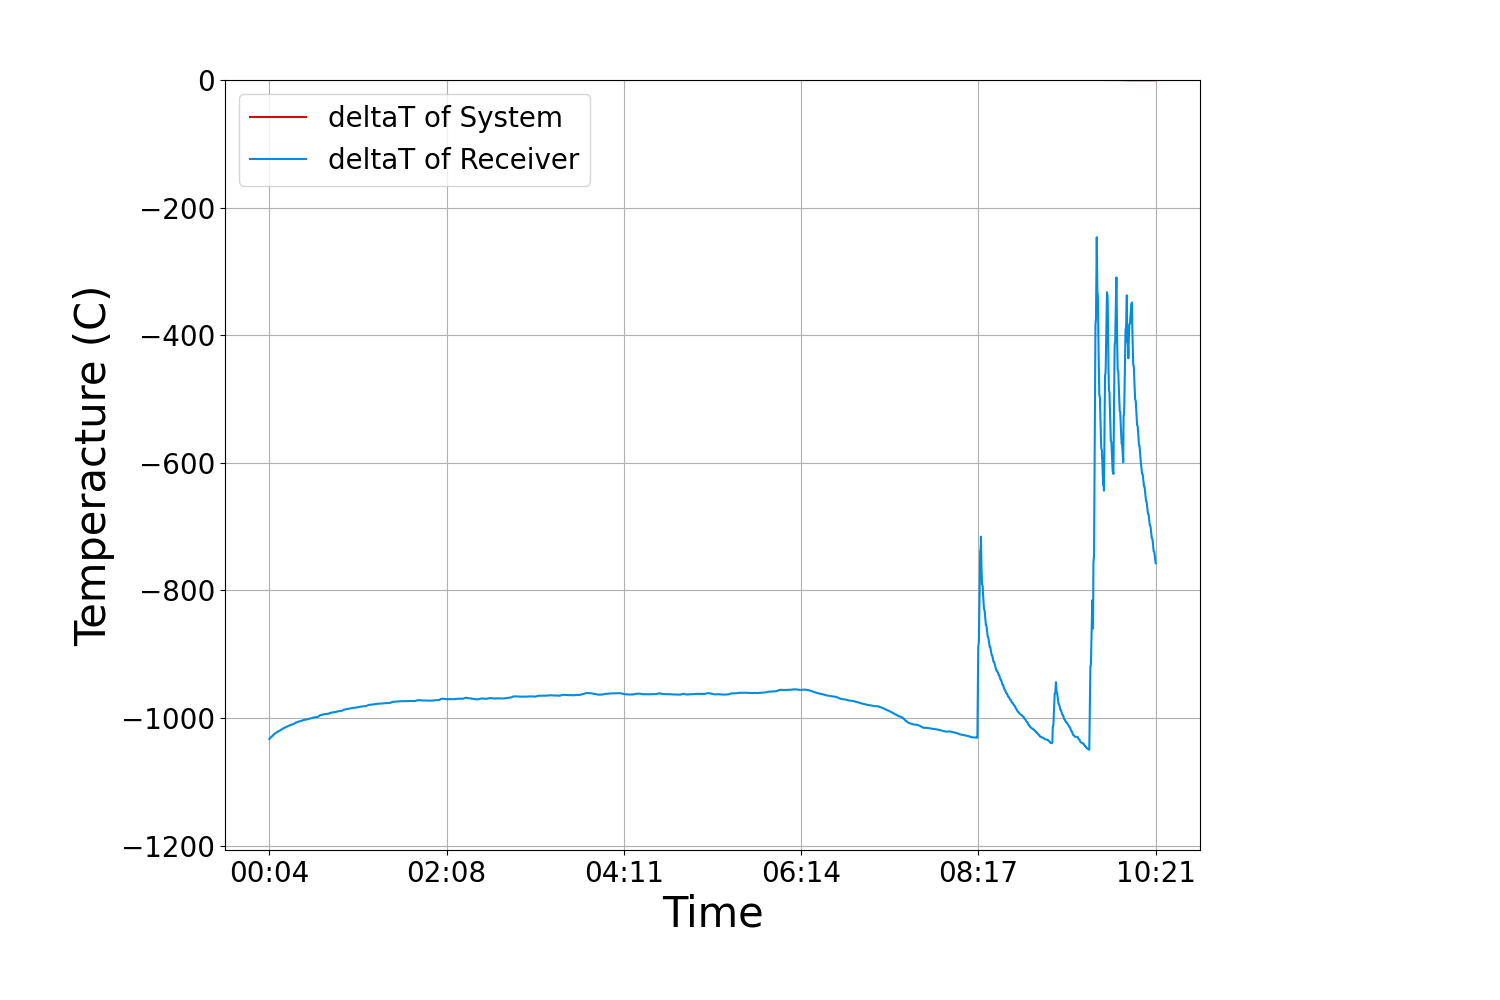 deltaT of System
deltaT of Receiver
0
−200
−400
−600
−800
−1000
−1200
Temperacture (C)
00:04 02:08 04:11 06:14 08:17 10:21
Time